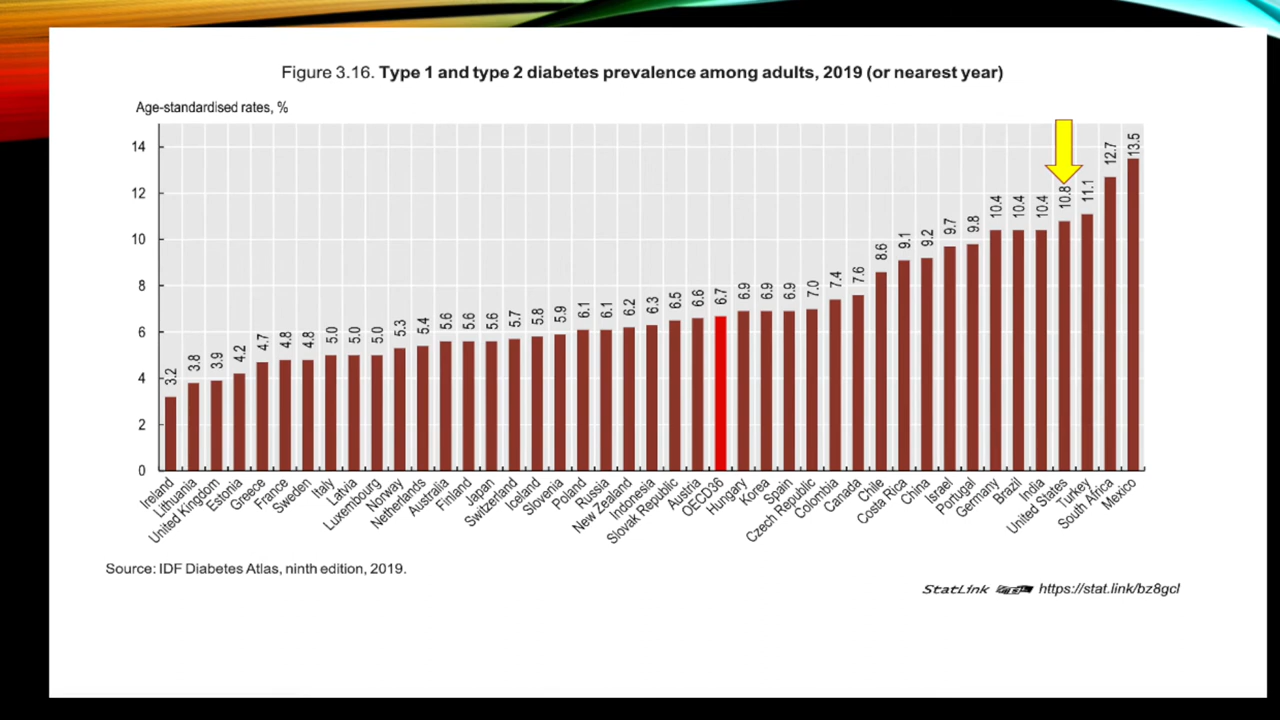 Figure 3.16. Type 1 and type 2 diabetes prevalence among adults, 2019 (or nearest year)
Age-standardised rates, %
14
12
10
8
6
4
2
0
3.2 3.8 3.9 4.2 4.7 4.8 4.8 5.0 5.0 5.0 5.3 5.4 5.6 5.6 5.6 5.7 5.8 5.9 6.1 6.1 6.2 6.3 6.5 6.6 6.7 6.9 6.9 6.9 7.0 7.4 7.6 8.6 9.1 9.2 9.7 9.8 10.4 10.4 10.4 10.8 11.1 12.7 13.5
Ireland
Lithuania
United Kingdom
Estonia
Greece
France
Sweden
Italy
Latvia
Luxembourg
Norway
Netherlands
Australia
Finland
Japan
Switzerland
Iceland
Slovenia
Poland
Russia
New Zealand
Indonesia
Slovak Republic
Austria
OECD36
Hungary
Korea
Spain
Czech Republic
Colombia
Canada
Chile
Costa Rica
China
Israel
Portugal
Germany
Brazil
India
United States
Turkey
South Africa
Mexico
Source: IDF Diabetes Atlas, ninth edition, 2019.
StatLink https://stat.link/bz8gcl